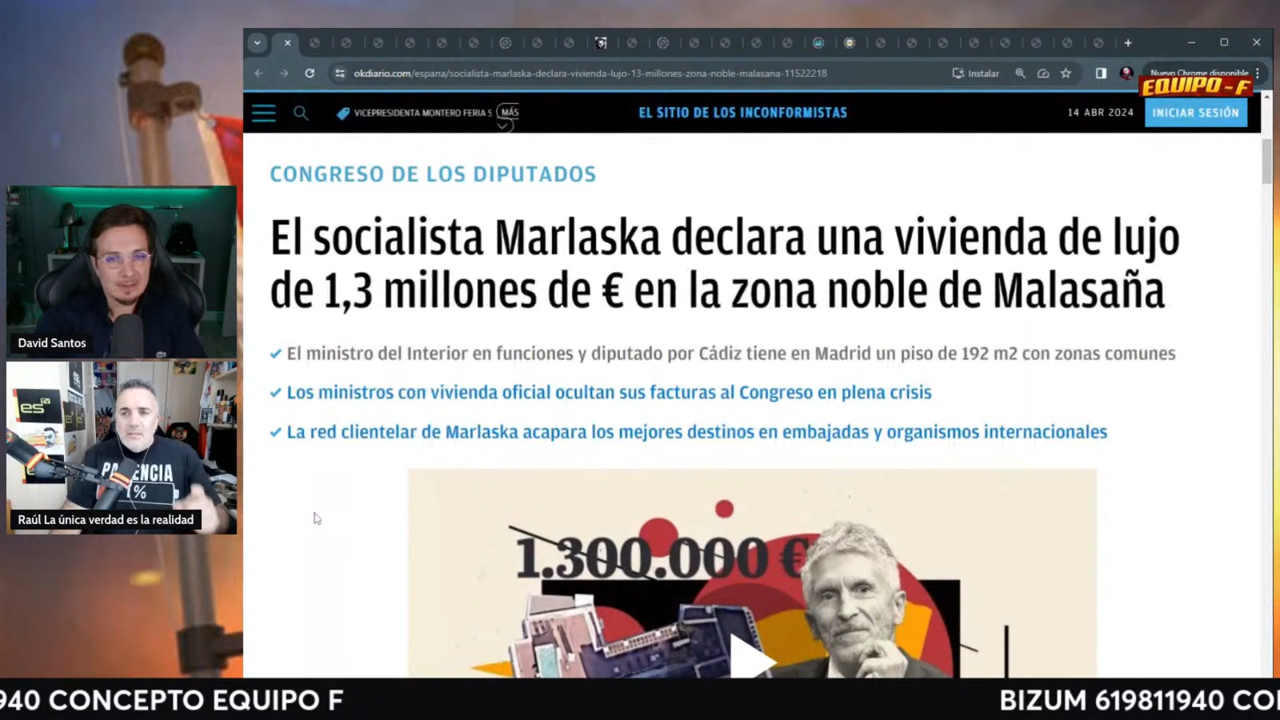 okdiario.com/espana/socialista-marlaska-declara-vivienda-lujo-13-millones-zona-noble-malasana-11522218
Instalar
Nuevo Chrome disponible
EQUIPO-F
VICEPRESIDENTA MONTERO FERIA S
MÁS
EL SITIO DE LOS INCONFORMISTAS
14 ABR 2024
INICIAR SESIÓN
CONGRESO DE LOS DIPUTADOS
El socialista Marlaska declara una vivienda de lujo
de 1,3 millones de € en la zona noble de Malasaña
El ministro del Interior en funciones y diputado por Cádiz tiene en Madrid un piso de 192 m2 con zonas comunes
Los ministros con vivienda oficial ocultan sus facturas al Congreso en plena crisis
La red clientelar de Marlaska acapara los mejores destinos en embajadas y organismos internacionales
1.300.000 €
David Santos
esTV
Raúl La única verdad es la realidad
940 CONCEPTO EQUIPO F
BIZUM 619811940 CO